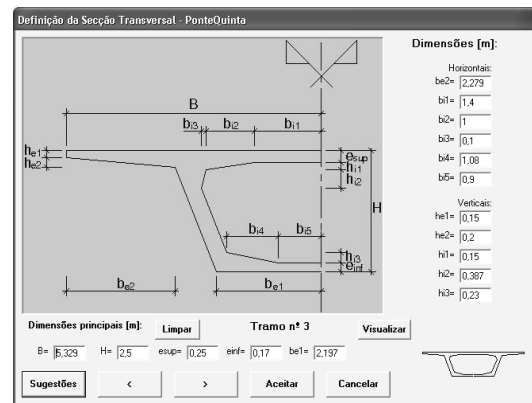 Definição da Secção Transversal - PonteQuinta
Dimensões [m]:
Horizontais:
be2= 2,279
bi1= 1,4
bi2= 1
bi3= 0,1
bi4= 1,08
bi5= 0,9
Verticais:
he1= 0,15
he2= 0,2
hi1= 0,15
hi2= 0,387
hi3= 0,23
B
bi3 bi2 bi1
he1
he2
esup
hi1
hi2
H
bi4 bi5
hi3
einf
be2 be1
Dimensões principais [m]: Limpar Tramo nº 3 Visualizar
B= 5,329 H= 2,5 esup= 0,25 einf= 0,17 be1= 2,197
Sugestões < > Aceitar Cancelar